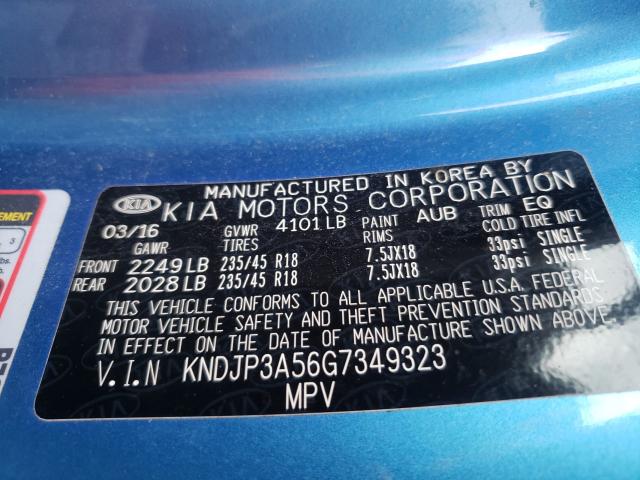 MANUFACTURED IN KOREA BY
KIA KIA MOTORS CORPORATION
03/16 GVWR 4101LB PAINT AUB TRIM EQ
GAWR TIRES RIMS COLD TIRE INFL
FRONT 2249LB 235/45 R18 7.5JX18 33psi SINGLE
REAR 2028LB 235/45 R18 7.5JX18 33psi SINGLE
THIS VEHICLE CONFORMS TO ALL APPLICABLE U.S.A. FEDERAL
MOTOR VEHICLE SAFETY AND THEFT PREVENTION STANDARDS
IN EFFECT ON THE DATE OF MANUFACTURE SHOWN ABOVE.
V.I.N KNDJP3A56G7349323
MPV